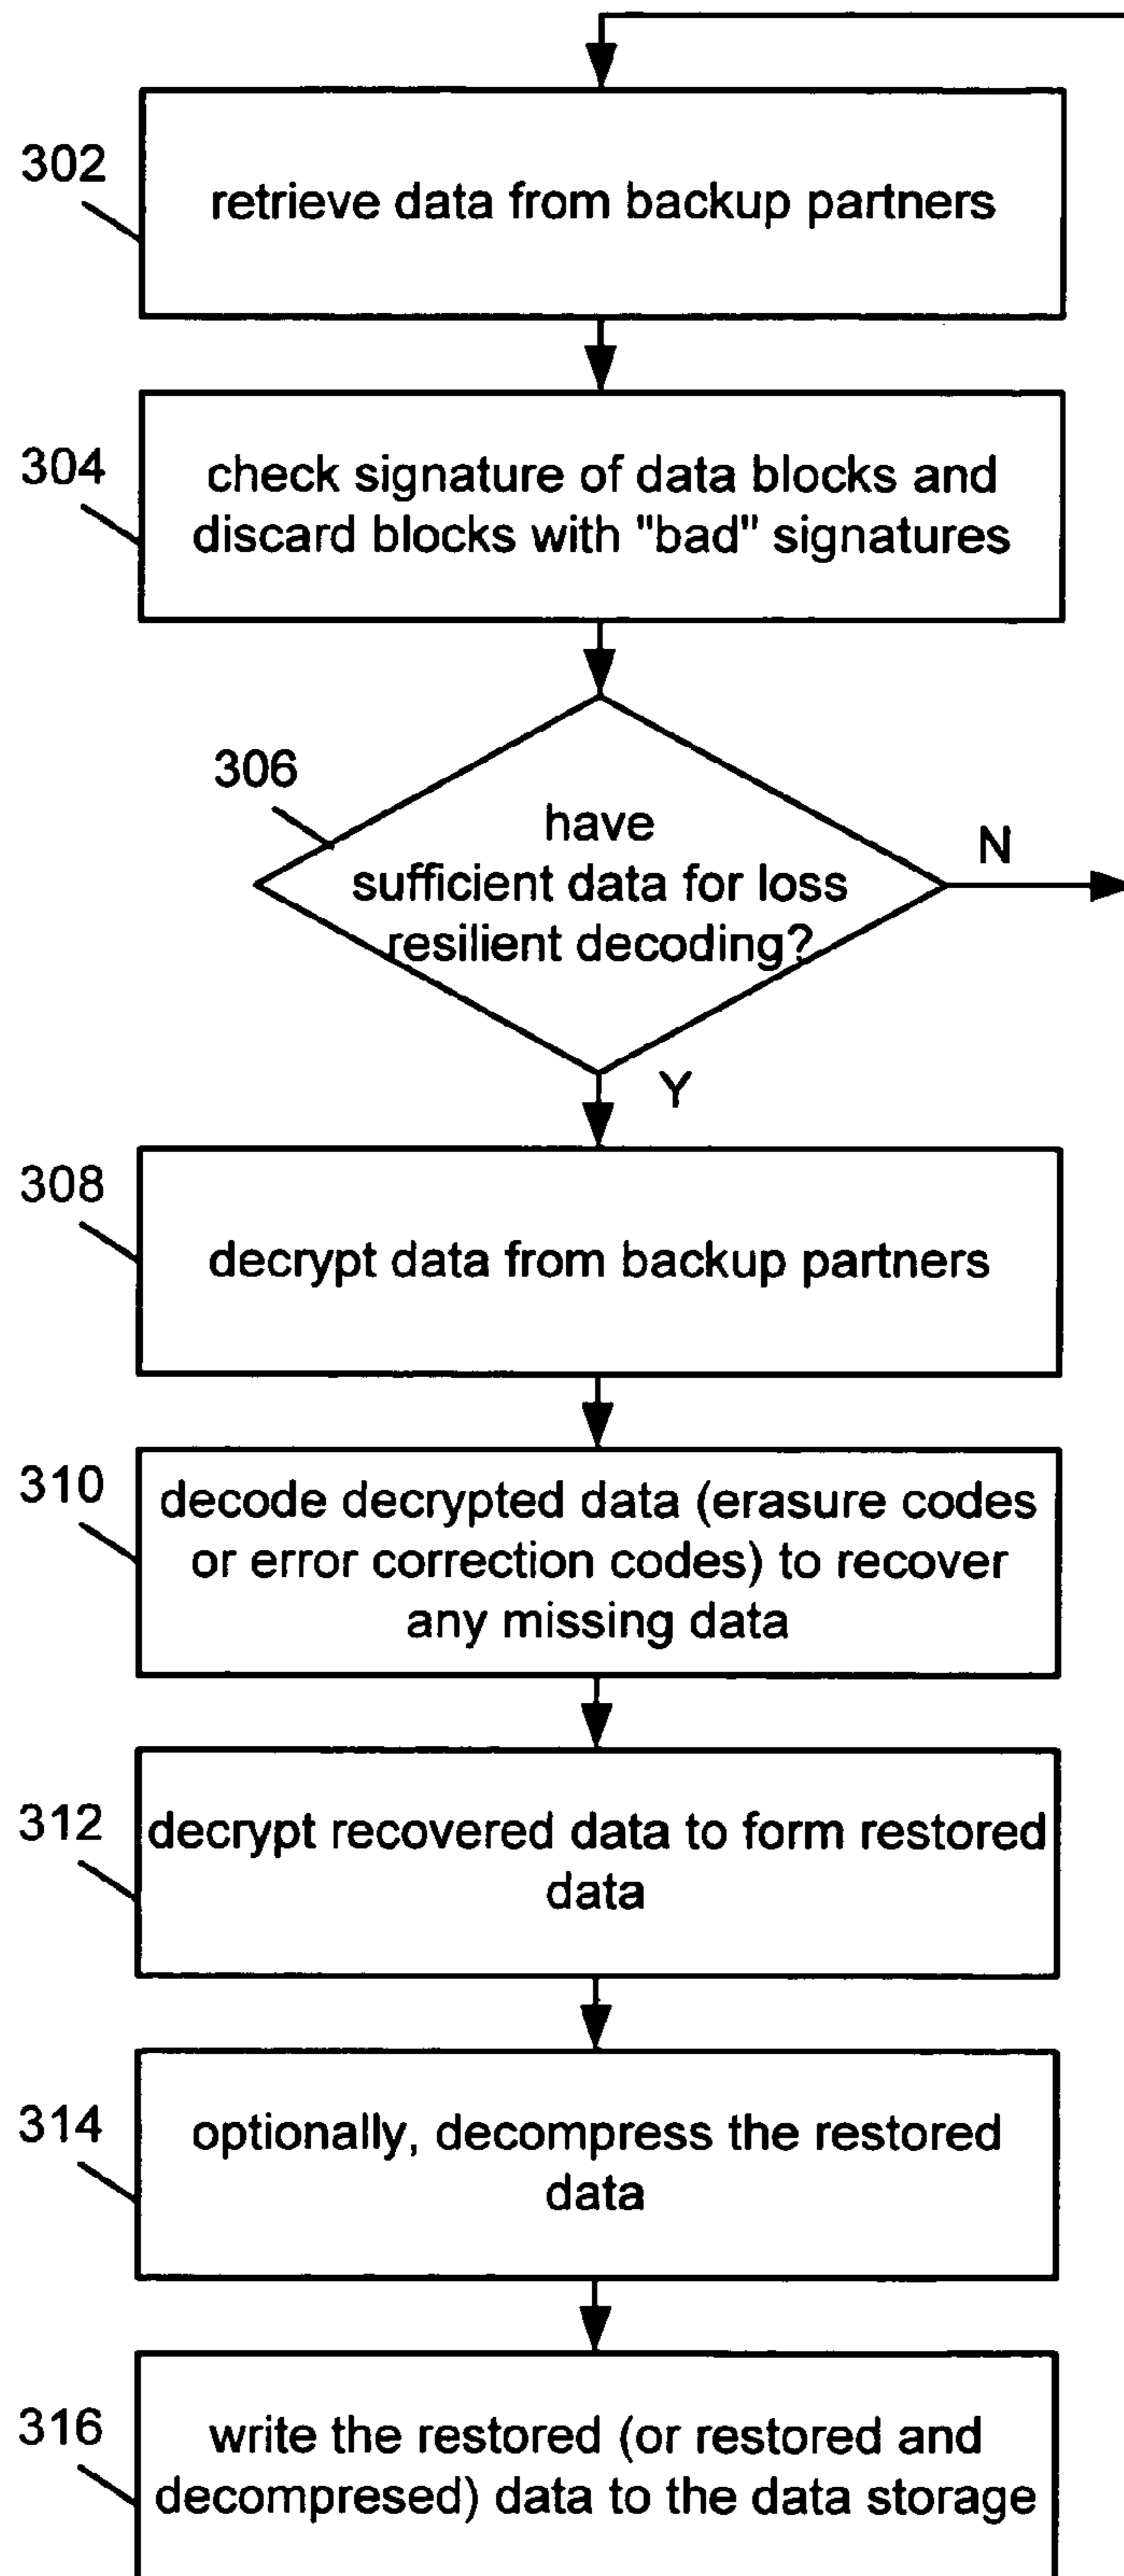 302
retrieve data from backup partners
304
check signature of data blocks and
discard blocks with "bad" signatures
306
have
sufficient data for loss
resilient decoding?
N
Y
308
decrypt data from backup partners
310
decode decrypted data (erasure codes
or error correction codes) to recover
any missing data
312
decrypt recovered data to form restored
data
314
optionally, decompress the restored
data
316
write the restored (or restored and
decompresed) data to the data storage